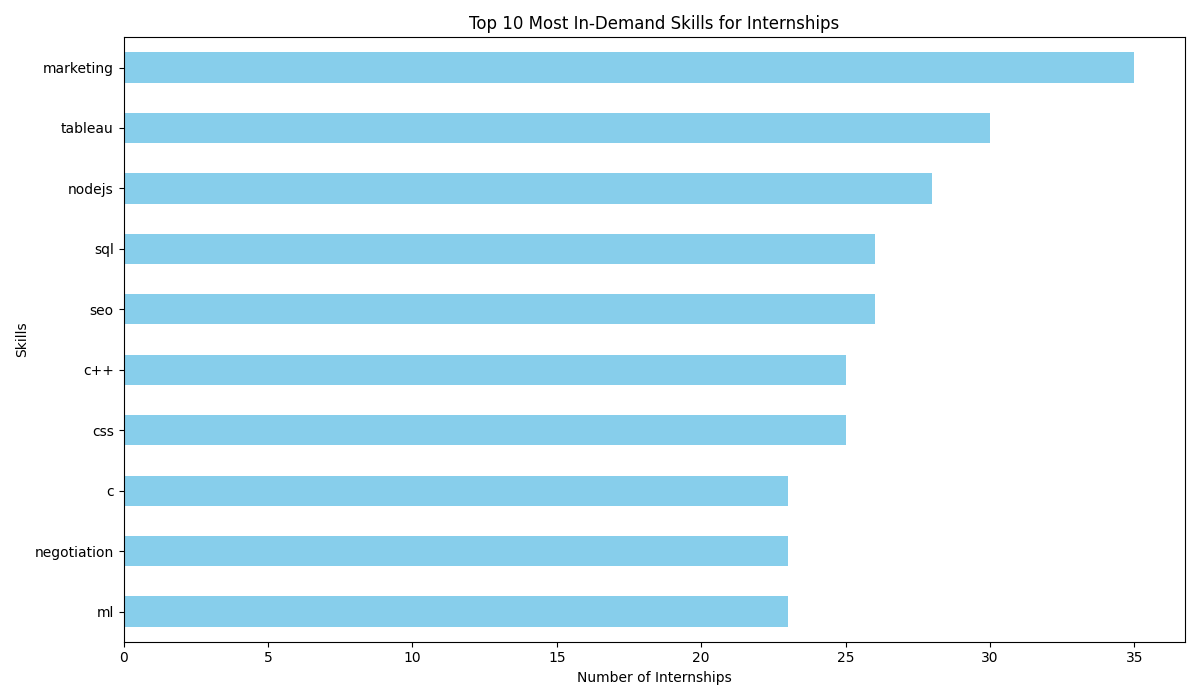 Top 10 Most In-Demand Skills for Internships
marketing
tableau
nodejs
sql
seo
c++
css
c
negotiation
ml
Skills
0 5 10 15 20 25 30 35
Number of Internships